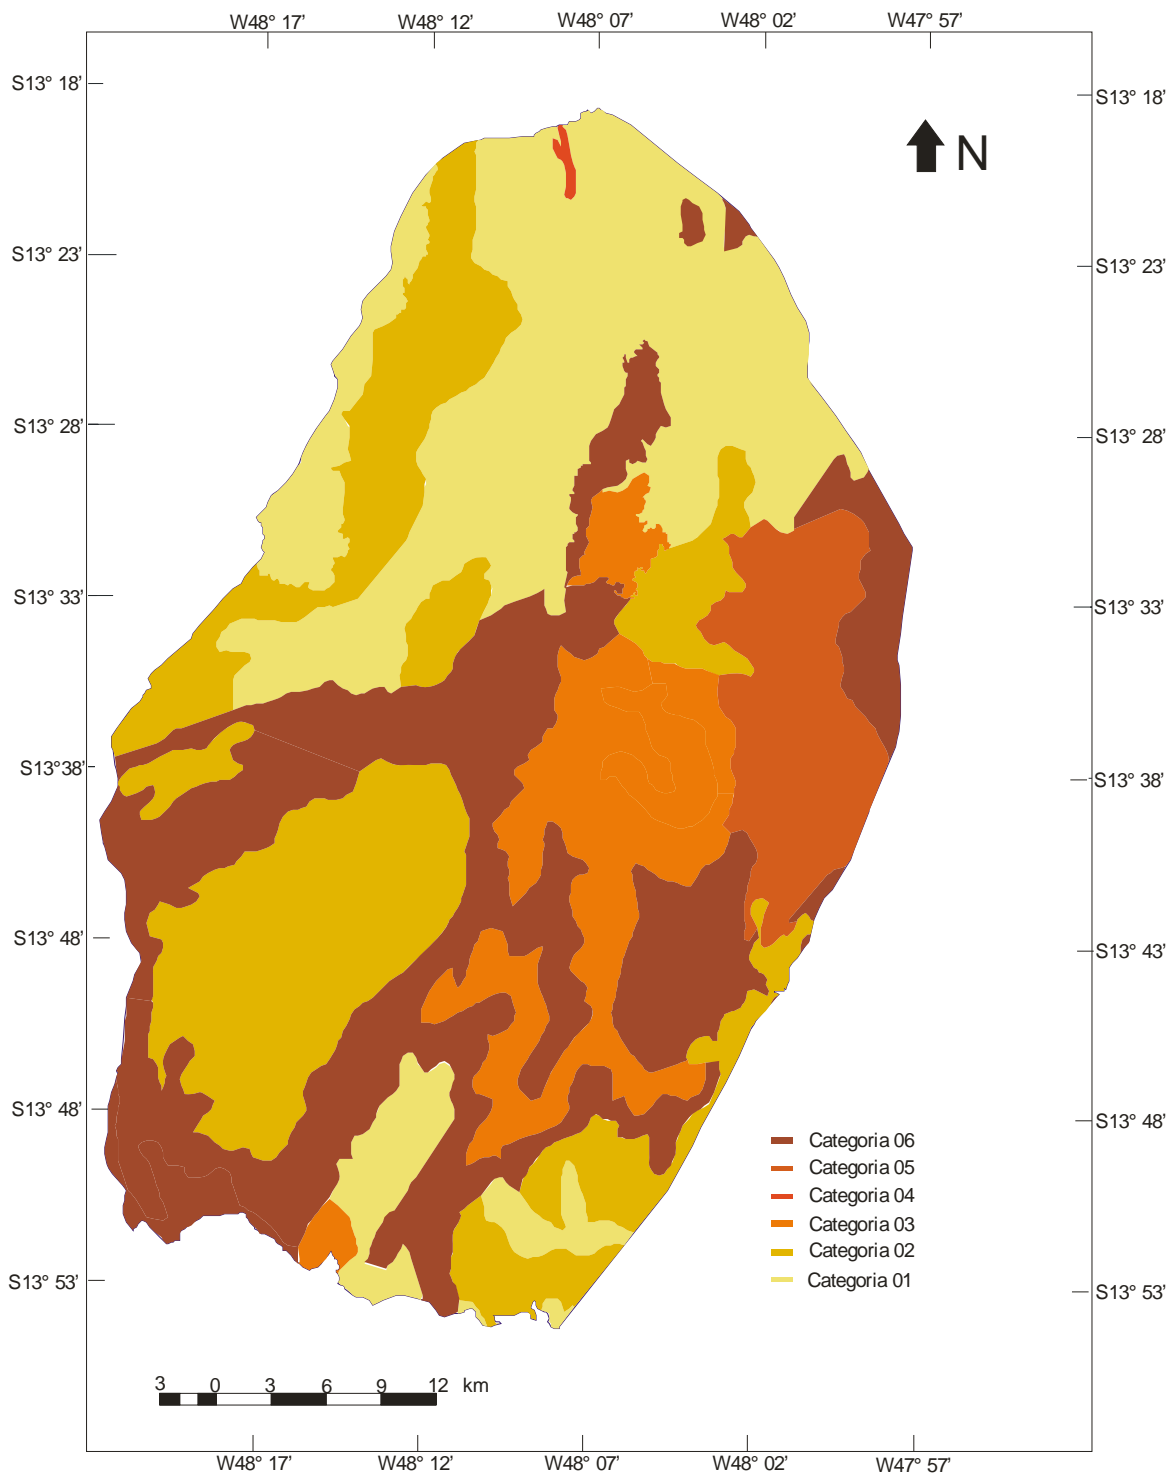 W48° 17' W48° 12' W48° 07' W48° 02' W47° 57'
S13° 18' S13° 18'
N
S13° 23' S13° 23'
S13° 28' S13° 28'
S13° 33' S13° 33'
S13°38' S13° 38'
S13° 48' S13° 43'
S13° 48' S13° 48'
Categoria 06
Categoria 05
Categoria 04
Categoria 03
Categoria 02
Categoria 01
S13° 53' S13° 53'
3 0 3 6 9 12 km
W48° 17' W48° 12' W48° 07' W48° 02' W47° 57'